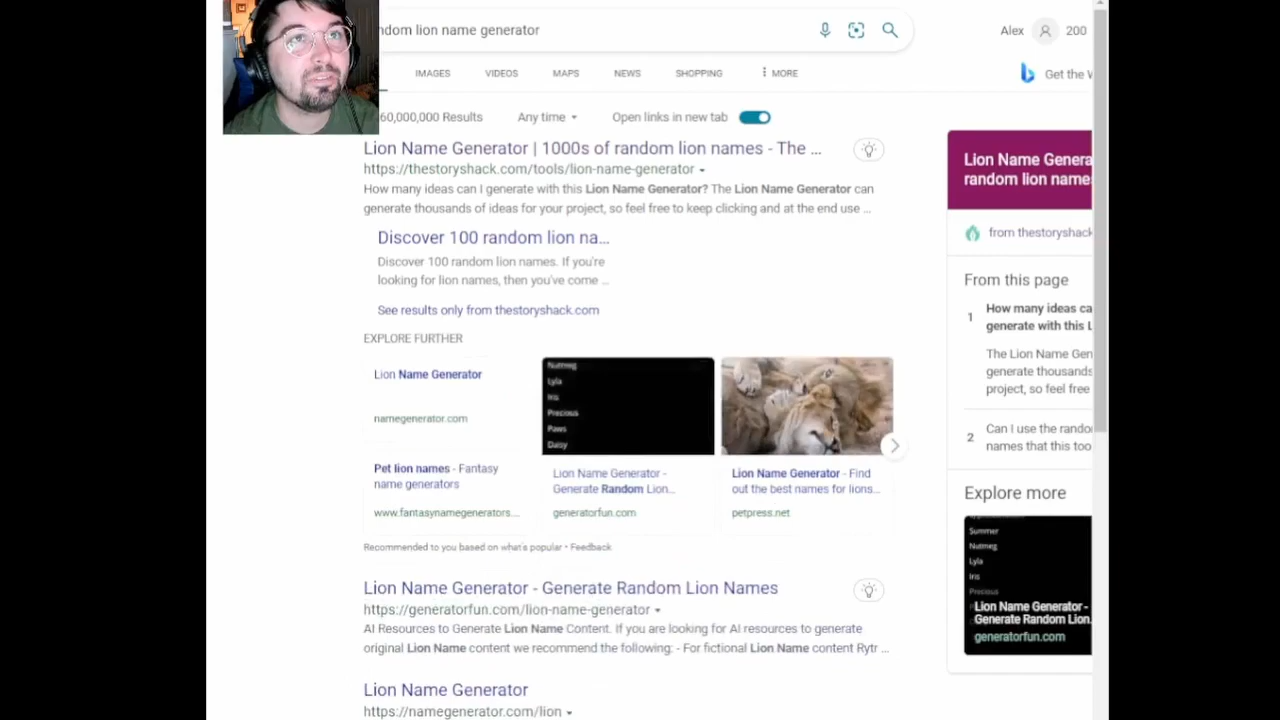 ndom lion name generator
Alex
200
IMAGES
VIDEOS
MAPS
NEWS
SHOPPING
MORE
Get the
60,000,000 Results
Any time
Open links in new tab
Lion Name Generator | 1000s of random lion names - The ...
https://thestoryshack.com/tools/lion-name-generator
How many ideas can I generate with this Lion Name Generator? The Lion Name Generator can
generate thousands of ideas for your project, so feel free to keep clicking and at the end use ...
Discover 100 random lion na...
Discover 100 random lion names. If you're
looking for lion names, then you've come ...
See results only from thestoryshack.com
EXPLORE FURTHER
Lion Name Generator
namegenerator.com
Pet lion names - Fantasy
name generators
www.fantasynamegenerators...
Nutmeg
Lyla
Iris
Precious
Paws
Daisy
Lion Name Generator -
Generate Random Lion...
generatorfun.com
Lion Name Generator - Find
out the best names for lions...
petpress.net
Recommended to you based on what's popular • Feedback
Lion Name Generator - Generate Random Lion Names
https://generatorfun.com/lion-name-generator
AI Resources to Generate Lion Name Content. If you are looking for AI resources to generate
original Lion Name content we recommend the following: - For fictional Lion Name content Rytr ...
Lion Name Generator
https://namegenerator.com/lion
Lion Name Genera
random lion name
from thestoryshack
From this page
1
How many ideas ca
generate with this L
The Lion Name Gen
generate thousands
project, so feel free
2
Can I use the rando
names that this too
Explore more
Summer
Nutmeg
Lyla
Iris
Precious
Lion Name Generator -
Generate Random Lion.
generatorfun.com